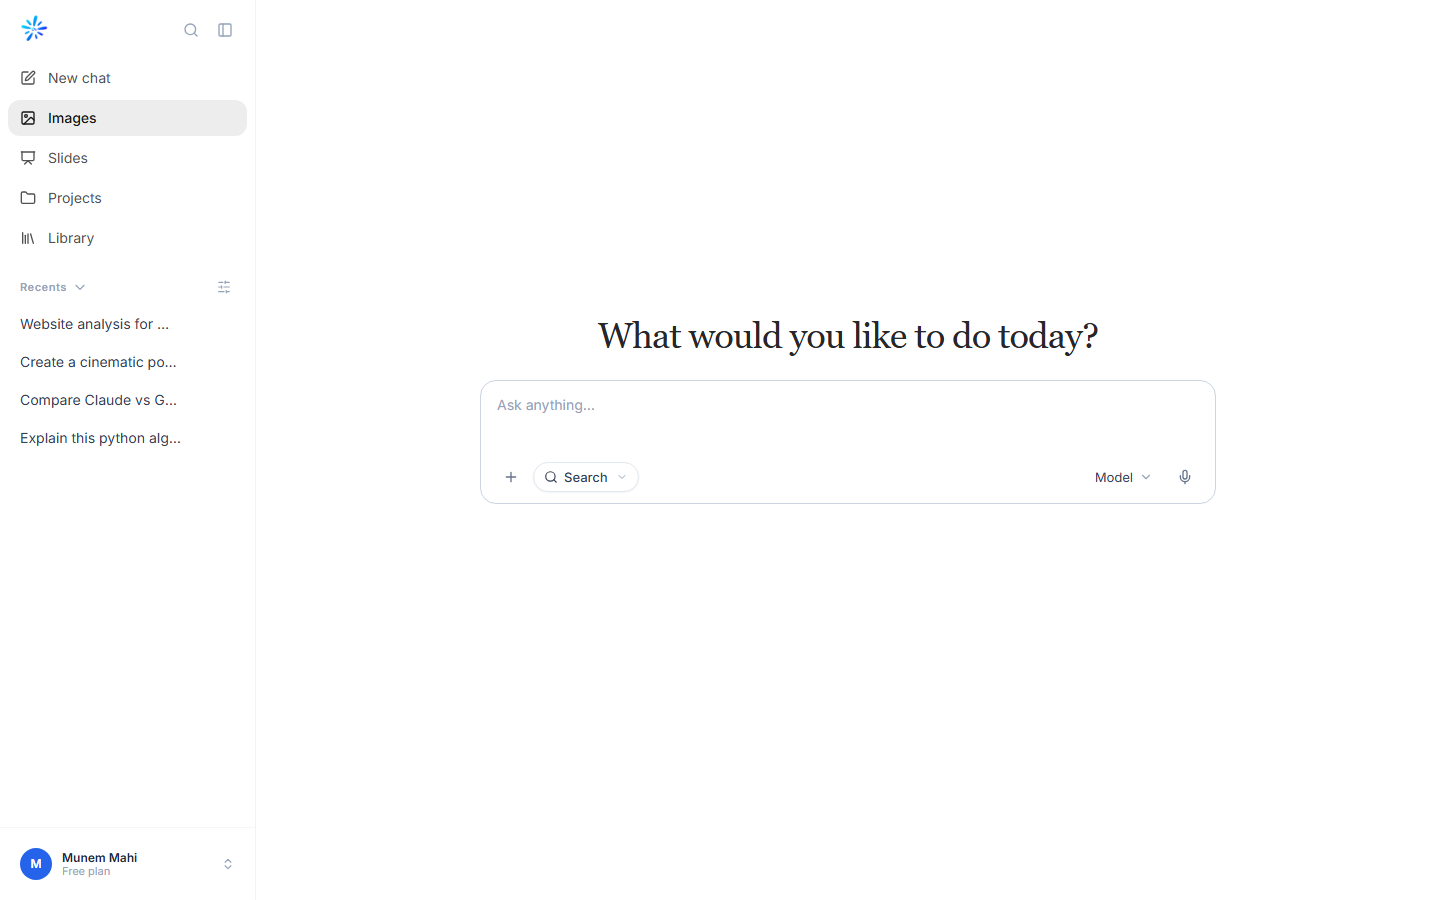 New chat
Images
Slides
Projects
Library
Recents
Website analysis for ...
Create a cinematic po...
Compare Claude vs G...
Explain this python alg...
M
Munem Mahi
Free plan
What would you like to do today?
Ask anything...
Search
Model